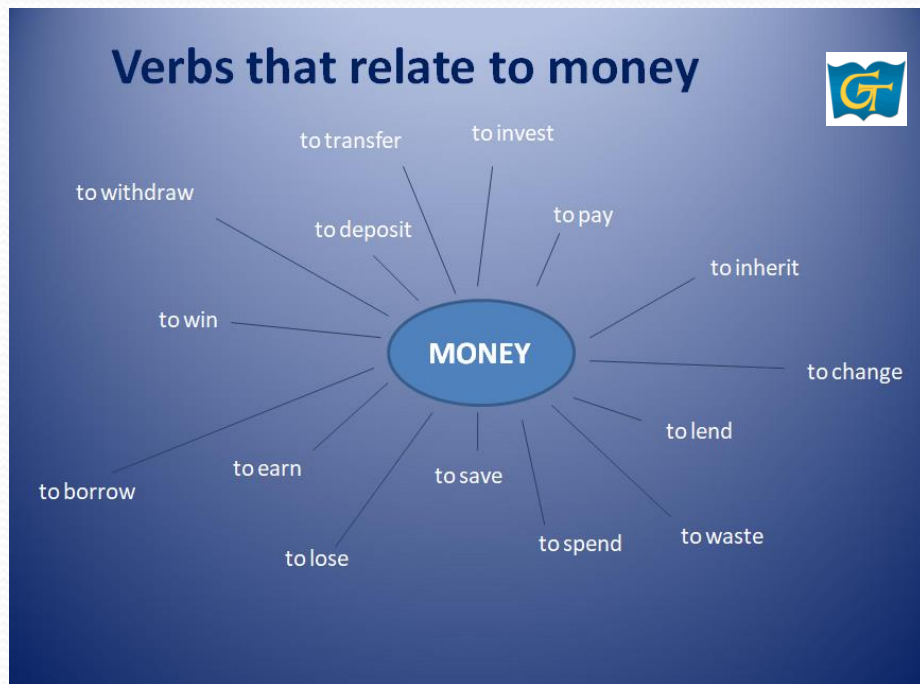 Verbs that relate to money
GT
to transfer
to invest
to withdraw
to deposit
to pay
to inherit
to win
MONEY
to change
to lend
to earn
to save
to borrow
to lose
to spend
to waste